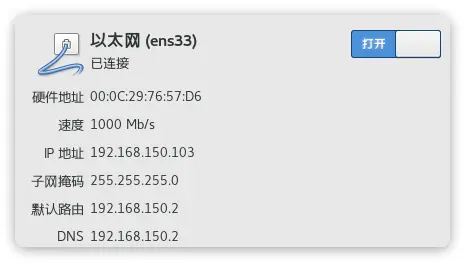 以太网 (ens33)
打开
已连接
硬件地址 00:0C:29:76:57:D6
速度 1000 Mb/s
IP 地址 192.168.150.103
子网掩码 255.255.255.0
默认路由 192.168.150.2
DNS 192.168.150.2